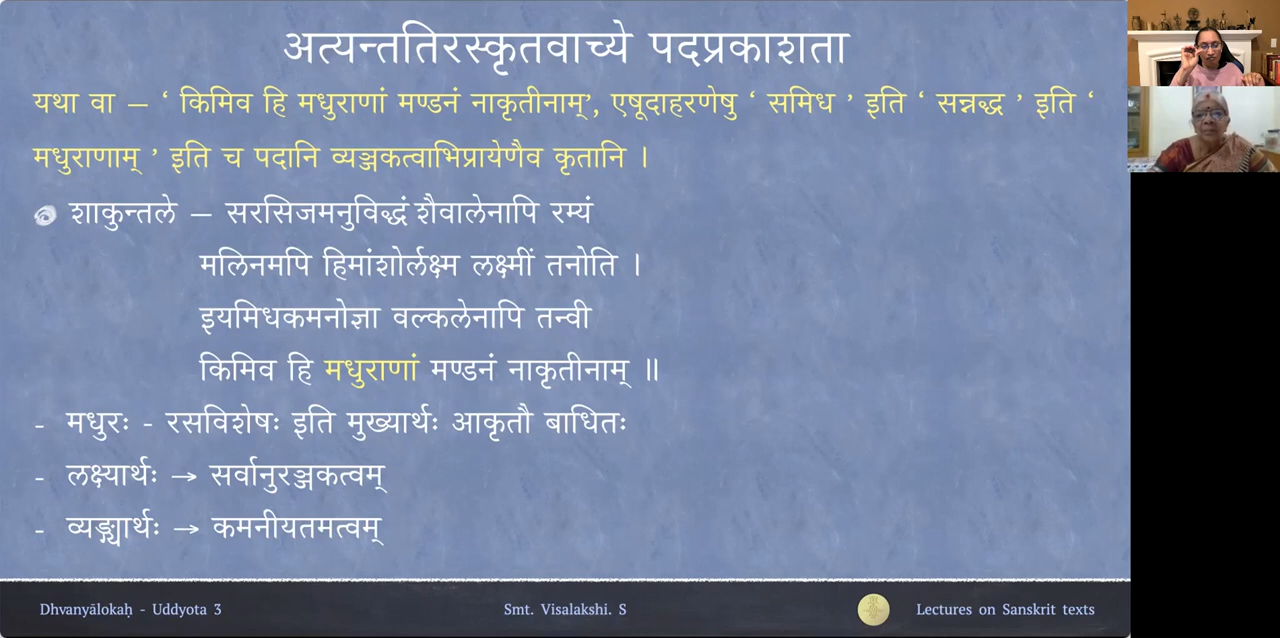 अत्यन्ततिरस्कृतवाच्ये पदप्रकाशता
यथा वा – ‘ किमिव हि मधुराणां मण्डनं नाकृतीनाम्’, एषूदाहरणेषु ‘ समिध ’ इति ‘ सन्नद्ध ’ इति ‘
मधुराणाम् ’ इति च पदानि व्यञ्जकत्वाभिप्रायेणैव कृतानि ।
शाकुन्तले – सरसिजमनुविद्धं शैवालेनापि रम्यं
मलिनमपि हिमांशोर्लक्ष्म लक्ष्मीं तनोति ।
इयमिधकमनोज्ञा वल्कलेनापि तन्वी
किमिव हि मधुराणां मण्डनं नाकृतीनाम् ॥
- मधुरः - रसविशेषः इति मुख्यार्थः आकृतौ बाधितः
- लक्ष्यार्थः → सर्वानुरञ्जकत्वम्
- व्यङ्ग्यार्थः → कमनीयतमत्वम्
Dhvanyālokaḥ - Uddyota 3 Smt. Visalakshi. S Lectures on Sanskrit texts